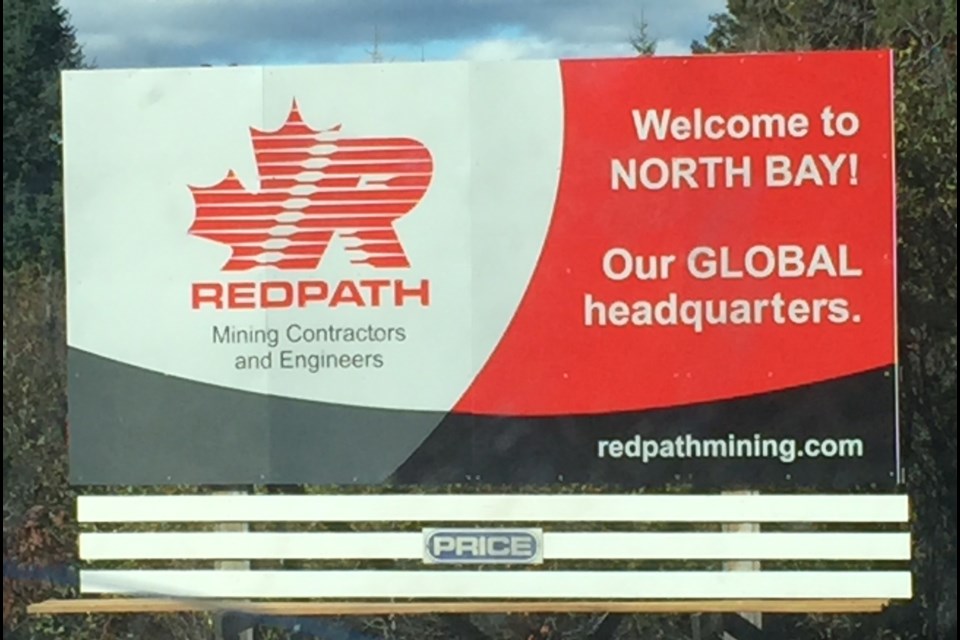 REDPATH
Mining Contractors
and Engineers
Welcome to
NORTH BAY!
Our GLOBAL
headquarters.
redpathmining.com
PRICE